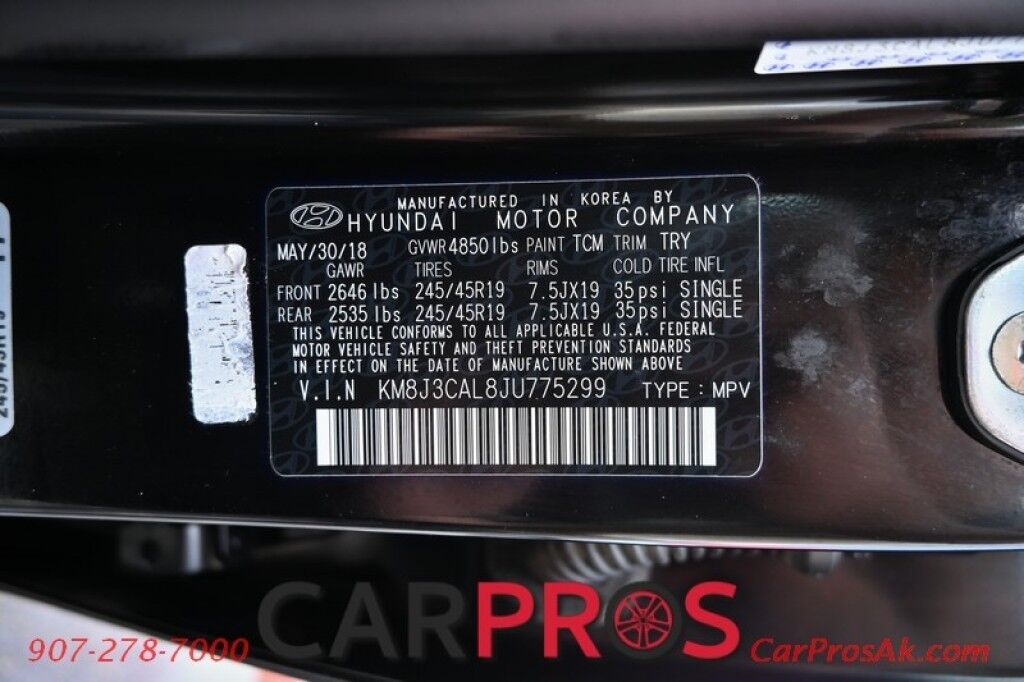 MANUFACTURED IN KOREA BY
HYUNDAI MOTOR COMPANY
MAY/30/18 GVWR 4850lbs PAINT TCM TRIM TRY
GAWR TIRES RIMS COLD TIRE INFL
FRONT 2646 lbs 245/45R19 7.5JX19 35psi SINGLE
REAR 2535 lbs 245/45R19 7.5JX19 35psi SINGLE
THIS VEHICLE CONFORMS TO ALL APPLICABLE U.S.A. FEDERAL
MOTOR VEHICLE SAFETY AND THEFT PREVENTION STANDARDS
IN EFFECT ON THE DATE OF MANUFACTURE SHOWN ABOVE
V.I.N KM8J3CAL8JU775299 TYPE : MPV
245/45R19
CARPROS
907-278-7000
CarProsAk.com